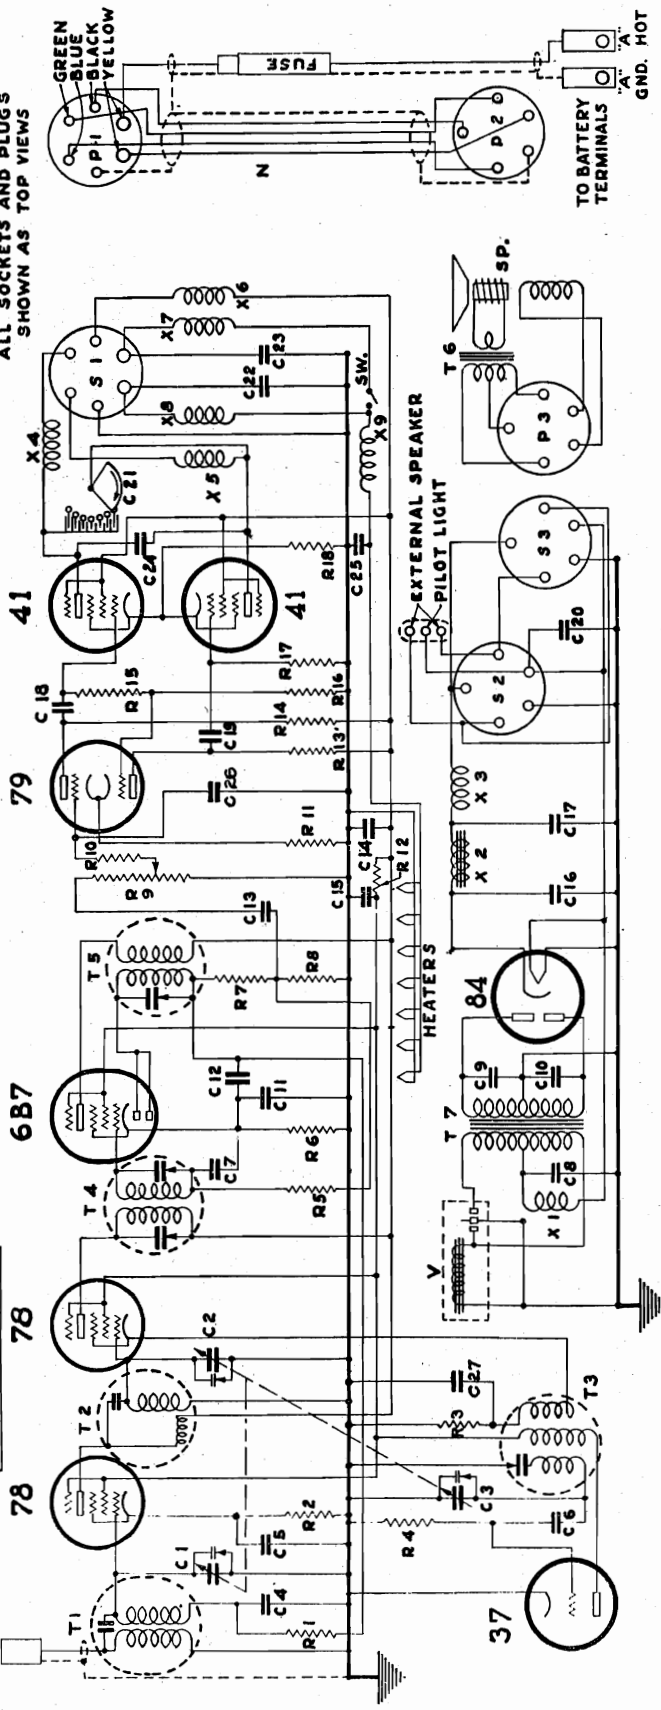 ALL SOCKETS AND PLUGS
SHOWN AS TOP VIEWS
GREEN
BLUE
BLACK
YELLOW
P-1
N
FUSE
P 2
"A" HOT
"A" GND.
TO BATTERY
TERMINALS
78
78
6B7
79
41
41
37
84
T1
T2
T3
T4
T5
T6
T7
C1
C2
C3
C4
C5
C6
C7
C8
C9
C10
C11
C12
C13
C14
C15
C16
C17
C18
C19
C20
C21
C22
C23
C24
C25
C26
C27
R1
R2
R3
R4
R5
R6
R7
R8
R9
R10
R11
R12
R13
R14
R15
R16
R17
R18
X1
X2
X3
X4
X5
X6
X7
X8
X9
S1
S2
S3
P3
SP.
SW.
V
HEATERS
EXTERNAL SPEAKER
PILOT LIGHT